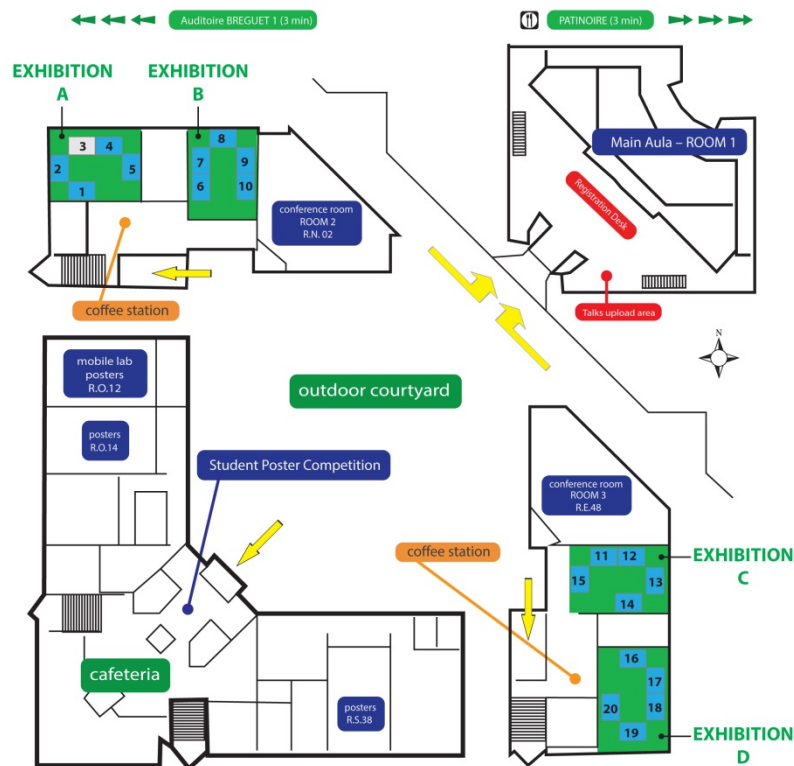 Auditoire BREGUET 1 (3 min)
PATINOIRE (3 min)
EXHIBITION
A
EXHIBITION
B
3
4
2
5
1
8
7
9
6
10
conference room
ROOM 2
R.N. 02
coffee station
Main Aula – ROOM 1
Registration Desk
Talks upload area
N
mobile lab
posters
R.O.12
posters
R.O.14
outdoor courtyard
Student Poster Competition
cafeteria
posters
R.S.38
conference room
ROOM 3
R.E.48
coffee station
11
12
15
13
14
EXHIBITION
C
16
17
20
18
19
EXHIBITION
D